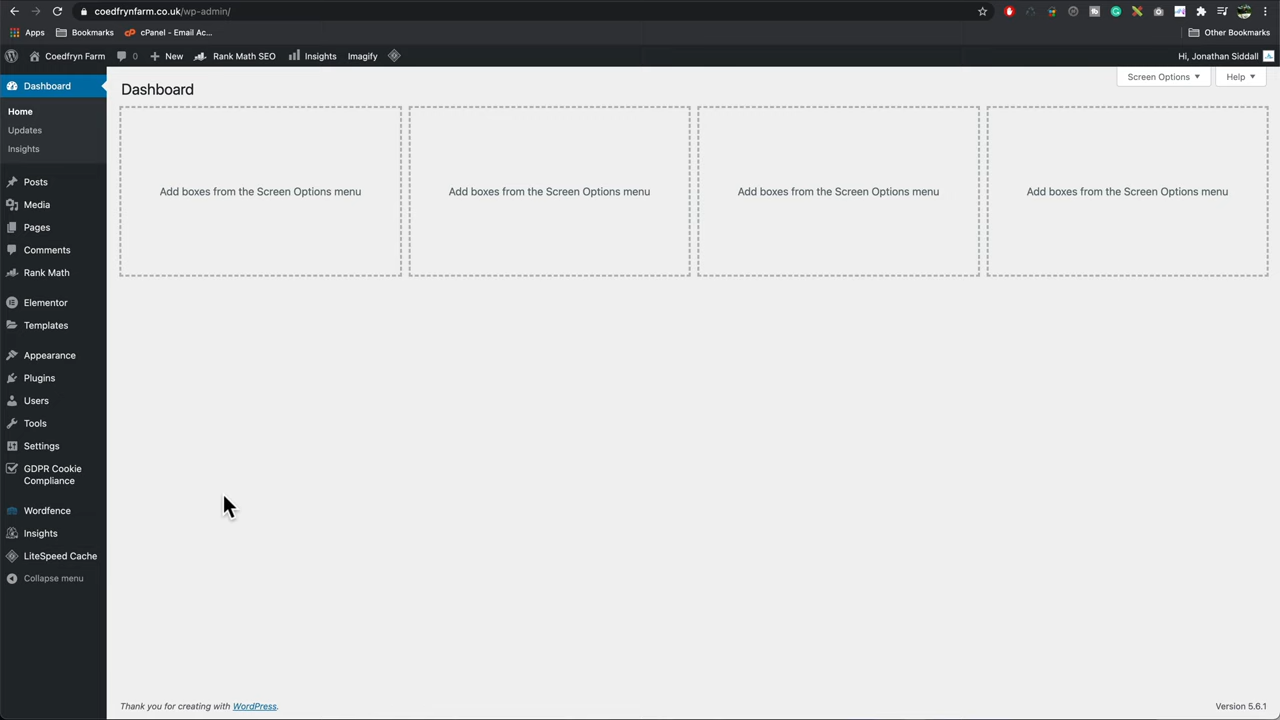 coedfrynfarm.co.uk/wp-admin/
Apps
Bookmarks
cPanel - Email Ac...
Other Bookmarks
Coedfryn Farm
0
New
Rank Math SEO
Insights
Imagify
Hi, Jonathan Siddall
Dashboard
Home
Updates
Insights
Posts
Media
Pages
Comments
Rank Math
Elementor
Templates
Appearance
Plugins
Users
Tools
Settings
GDPR Cookie
Compliance
Wordfence
Insights
LiteSpeed Cache
Collapse menu
Screen Options
Help
Dashboard
Add boxes from the Screen Options menu
Add boxes from the Screen Options menu
Add boxes from the Screen Options menu
Add boxes from the Screen Options menu
Thank you for creating with WordPress.
Version 5.6.1